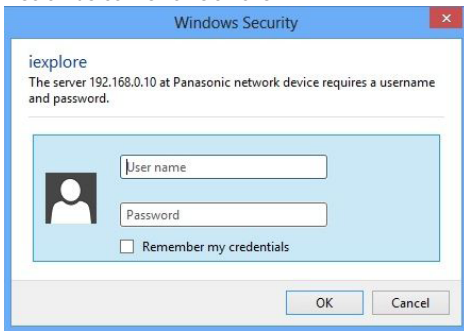 Windows Security
iexplore
The server 192.168.0.10 at Panasonic network device requires a username
and password.
User name
Password
Remember my credentials
OK
Cancel